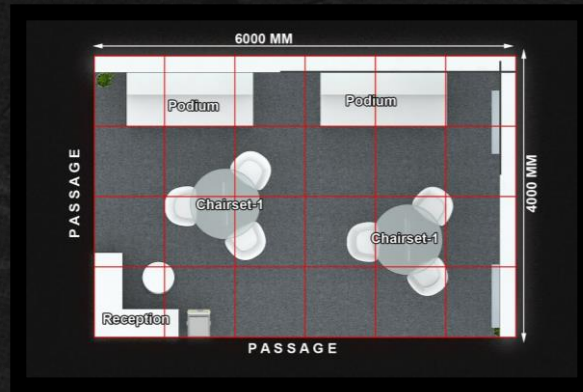 6000 MM
Podium
Podium
PASSAGE
4000 MM
Chairset-1
Chairset-1
Reception
PASSAGE